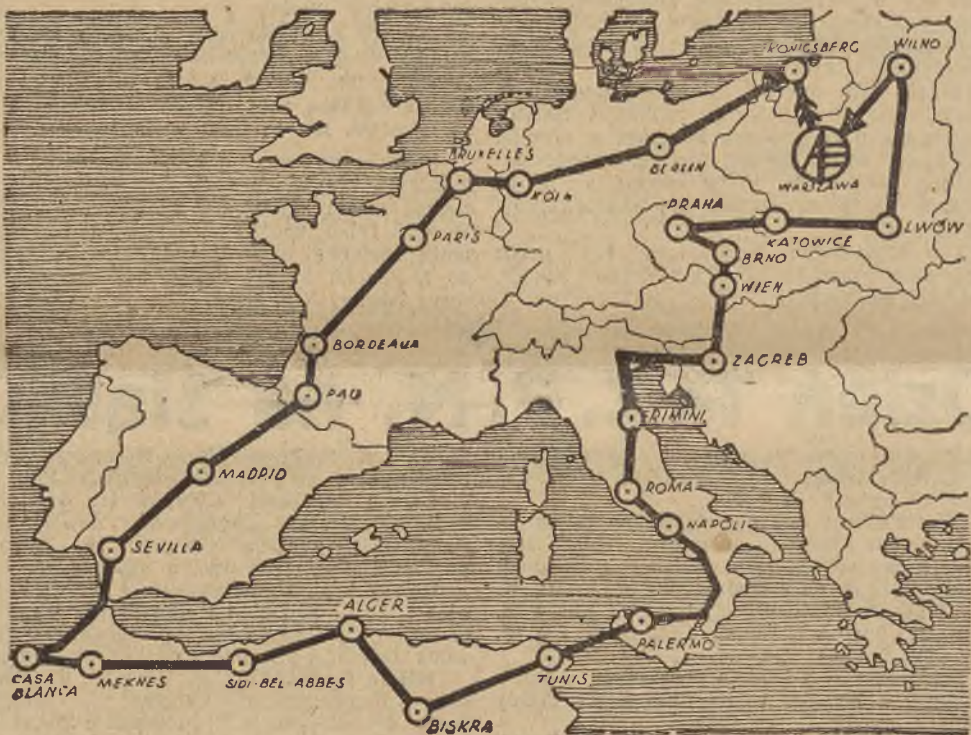 KÖNIGSBERG
WILNO
BRUXELLES
BERLIN
WARSZAWA
KÖLN
PRAHA
PARIS
KATOWICE
LWÓW
BRNO
WIEN
BORDEAUX
ZAGREB
PAU
RIMINI
MADRID
ROMA
NAPOLI
SEVILLA
ALGER
PALERMO
CASA
BLANCA
MEKNES
SIDI-BEL ABBES
TUNIS
BISKRA